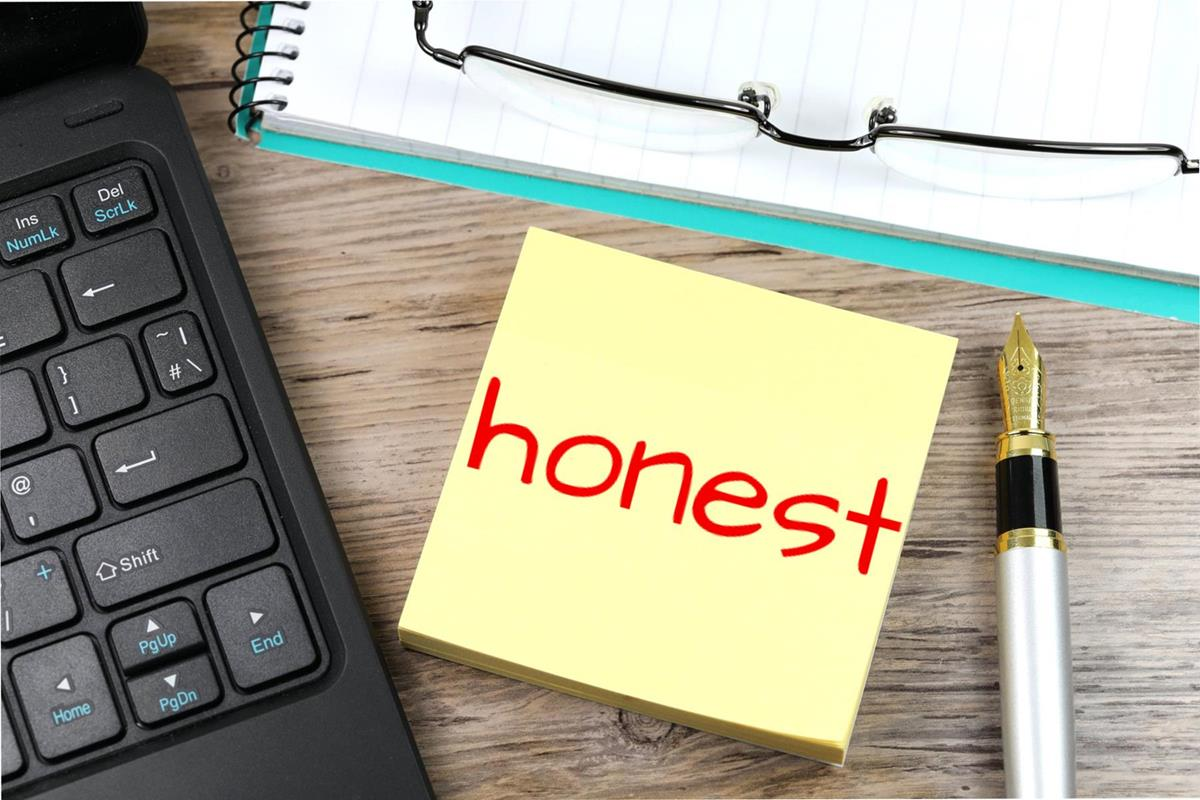 Del
ScrLk
Ins
NumLk
←
} ]
~ | # \
@ '
Shift
+ /
PgUp
End
Home
PgDn
honest